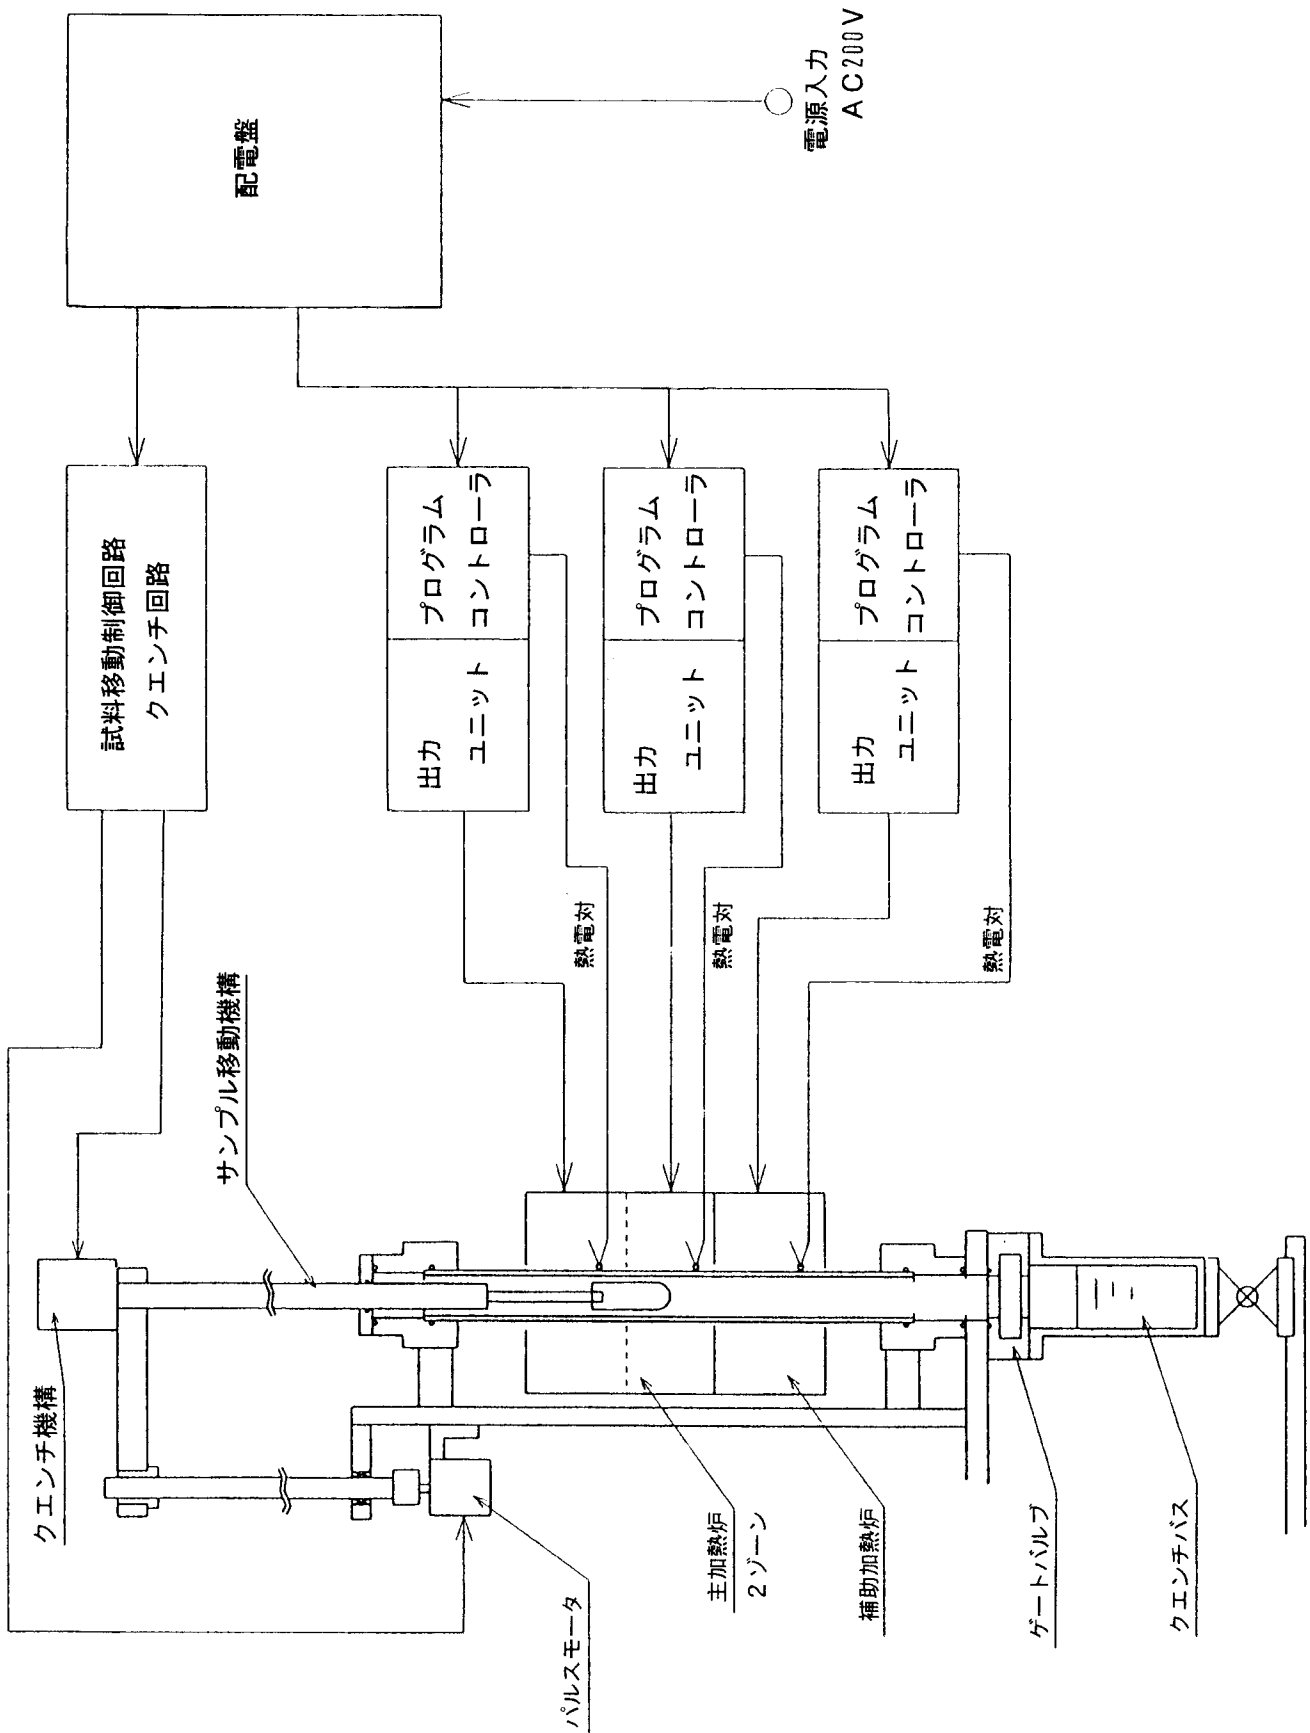 配電盤
電源入力
AC200V
試料移動制御回路
クエンチ回路
プログラム
コントローラ
出力
ユニット
プログラム
コントローラ
出力
ユニット
プログラム
コントローラ
出力
ユニット
熱電対
熱電対
熱電対
サンプル移動機構
クエンチ機構
パルスモータ
主加熱炉
2ゾーン
補助加熱炉
ゲートバルブ
クエンチバス